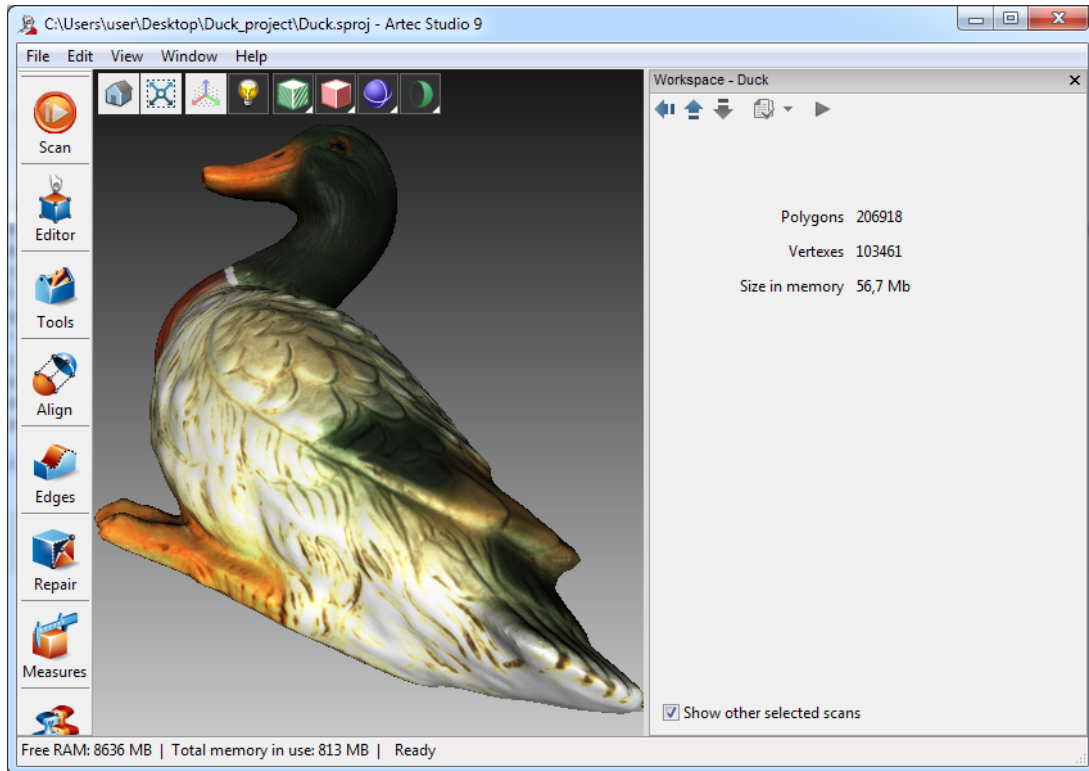 C:\Users\user\Desktop\Duck_project\Duck.sproj - Artec Studio 9
File Edit View Window Help
Scan
Editor
Tools
Align
Edges
Repair
Measures
Workspace - Duck
Polygons 206918
Vertexes 103461
Size in memory 56,7 Mb
Show other selected scans
Free RAM: 8636 MB | Total memory in use: 813 MB | Ready